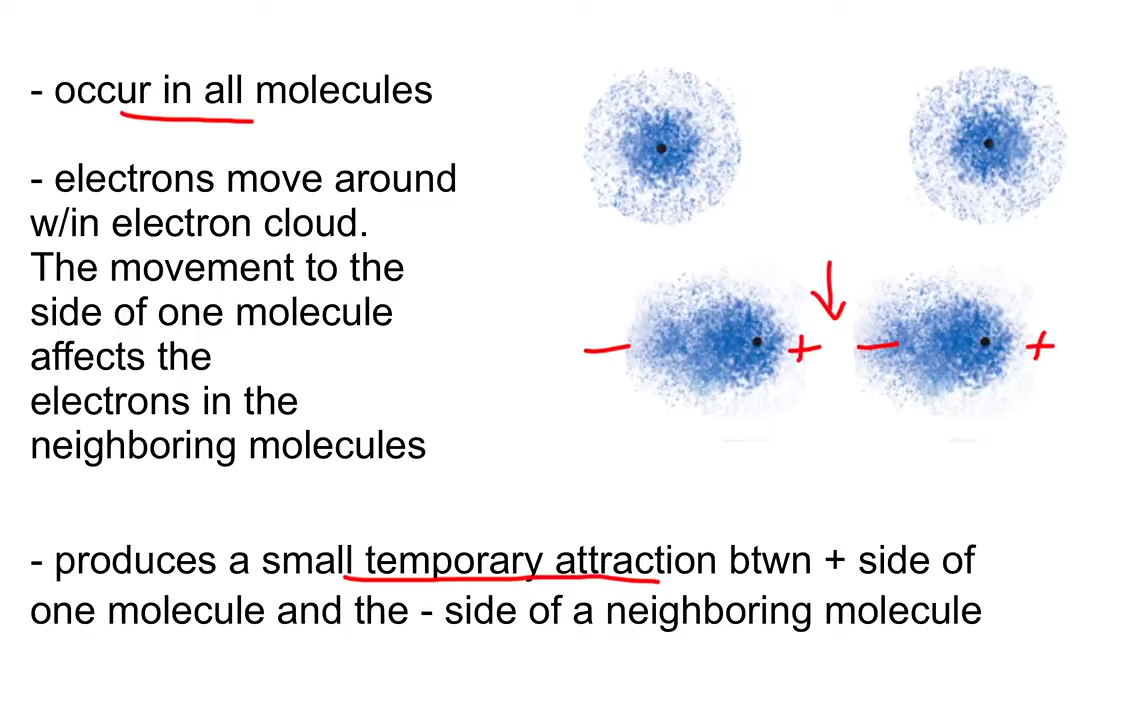 - occur in all molecules
- electrons move around
w/in electron cloud.
The movement to the
side of one molecule
affects the
electrons in the
neighboring molecules
- + - +
- produces a small temporary attraction btwn + side of
one molecule and the - side of a neighboring molecule